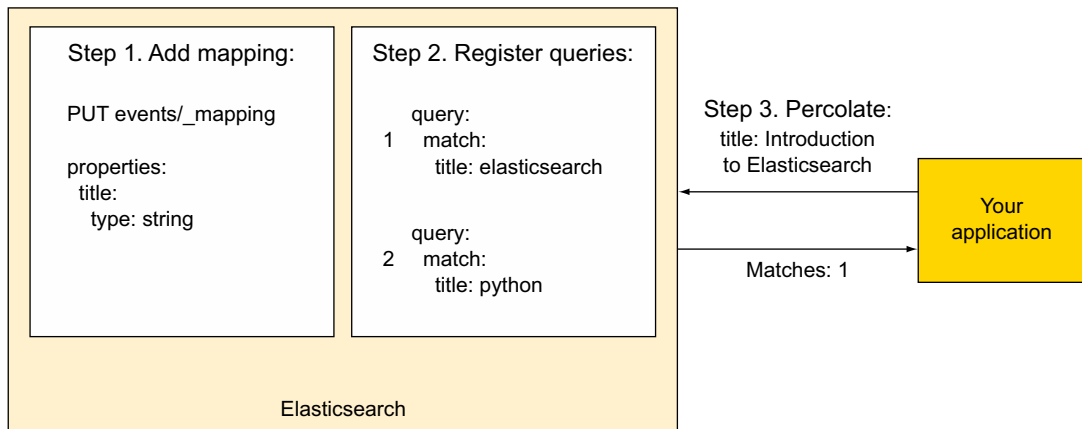 Step 1. Add mapping:
PUT events/_mapping
properties:
title:
type: string
Step 2. Register queries:
query:
1 match:
title: elasticsearch
query:
2 match:
title: python
Step 3. Percolate:
title: Introduction
to Elasticsearch
Your
application
Matches: 1
Elasticsearch